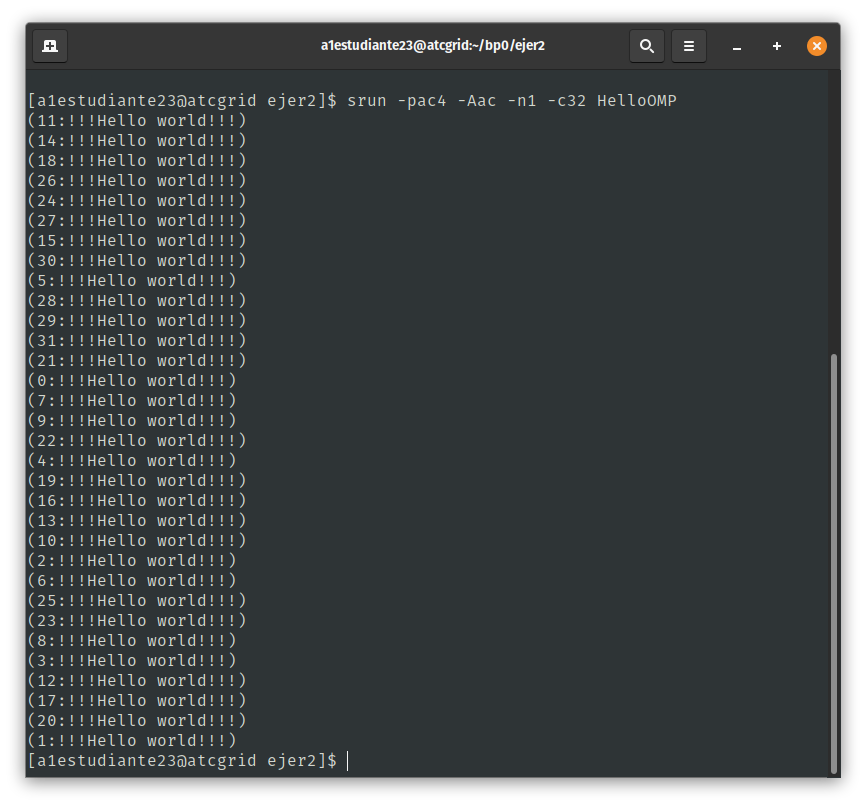 a1estudiante23@atcgrid:~/bp0/ejer2
[a1estudiante23@atcgrid ejer2]$ srun -pac4 -Aac -n1 -c32 HelloOMP
(11:!!!Hello world!!!)
(14:!!!Hello world!!!)
(18:!!!Hello world!!!)
(26:!!!Hello world!!!)
(24:!!!Hello world!!!)
(27:!!!Hello world!!!)
(15:!!!Hello world!!!)
(30:!!!Hello world!!!)
(5:!!!Hello world!!!)
(28:!!!Hello world!!!)
(29:!!!Hello world!!!)
(31:!!!Hello world!!!)
(21:!!!Hello world!!!)
(0:!!!Hello world!!!)
(7:!!!Hello world!!!)
(9:!!!Hello world!!!)
(22:!!!Hello world!!!)
(4:!!!Hello world!!!)
(19:!!!Hello world!!!)
(16:!!!Hello world!!!)
(13:!!!Hello world!!!)
(10:!!!Hello world!!!)
(2:!!!Hello world!!!)
(6:!!!Hello world!!!)
(25:!!!Hello world!!!)
(23:!!!Hello world!!!)
(8:!!!Hello world!!!)
(3:!!!Hello world!!!)
(12:!!!Hello world!!!)
(17:!!!Hello world!!!)
(20:!!!Hello world!!!)
(1:!!!Hello world!!!)
[a1estudiante23@atcgrid ejer2]$